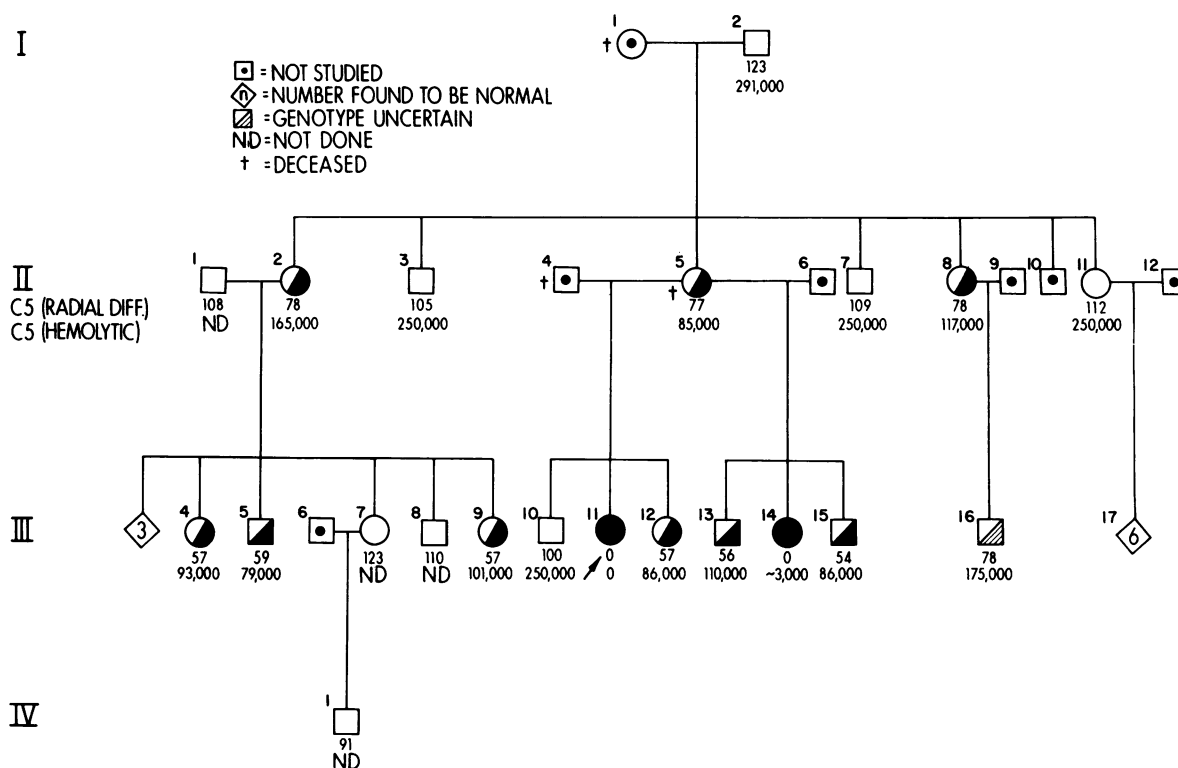 I
1 2
†
123
291,000
= NOT STUDIED
n = NUMBER FOUND TO BE NORMAL
= GENOTYPE UNCERTAIN
ND = NOT DONE
† = DECEASED
II
C5 (RADIAL DIFF.)
C5 (HEMOLYTIC)
1 2 3 4 5 6 7 8 9 10 11 12
† †
108 78 105 77 109 78 112
ND 165,000 250,000 85,000 250,000 117,000 250,000
III
3 4 5 6 7 8 9 10 11 12 13 14 15 16 17 6
57 59 123 110 57 100 0 57 56 0 54 78
93,000 79,000 ND ND 101,000 250,000 0 86,000 110,000 ~3,000 86,000 175,000
IV
1
91
ND